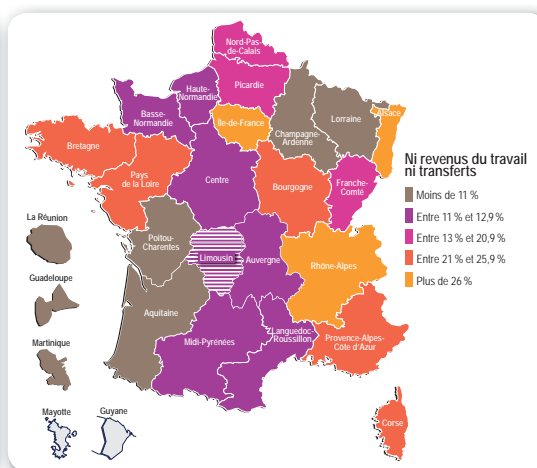 Nord-Pas-
de-Calais
Picardie
Haute-
Normandie
Basse-
Normandie
Île-de-France
Champagne-
Ardenne
Lorraine
Alsace
Bretagne
Pays
de la Loire
Centre
Bourgogne
Franche-
Comté
Poitou-
Charentes
Limousin
Auvergne
Rhône-Alpes
Aquitaine
Midi-Pyrénées
Languedoc-
Roussillon
Provence-Alpes-
Côte d'Azur
Corse
La Réunion
Guadeloupe
Martinique
Mayotte
Guyane
Ni revenus du travail
ni transferts
Moins de 11 %
Entre 11 % et 12,9 %
Entre 13 % et 20,9 %
Entre 21 % et 25,9 %
Plus de 26 %